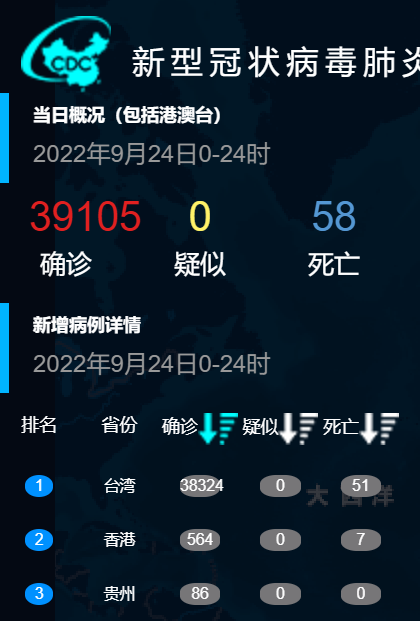 CDC
新型冠状病毒肺炎
当日概况（包括港澳台）
2022年9月24日0-24时
39105 0 58
确诊 疑似 死亡
新增病例详情
2022年9月24日0-24时
排名 省份 确诊 疑似 死亡
1 台湾 38324 0 51
大西洋
2 香港 564 0 7
3 贵州 86 0 0